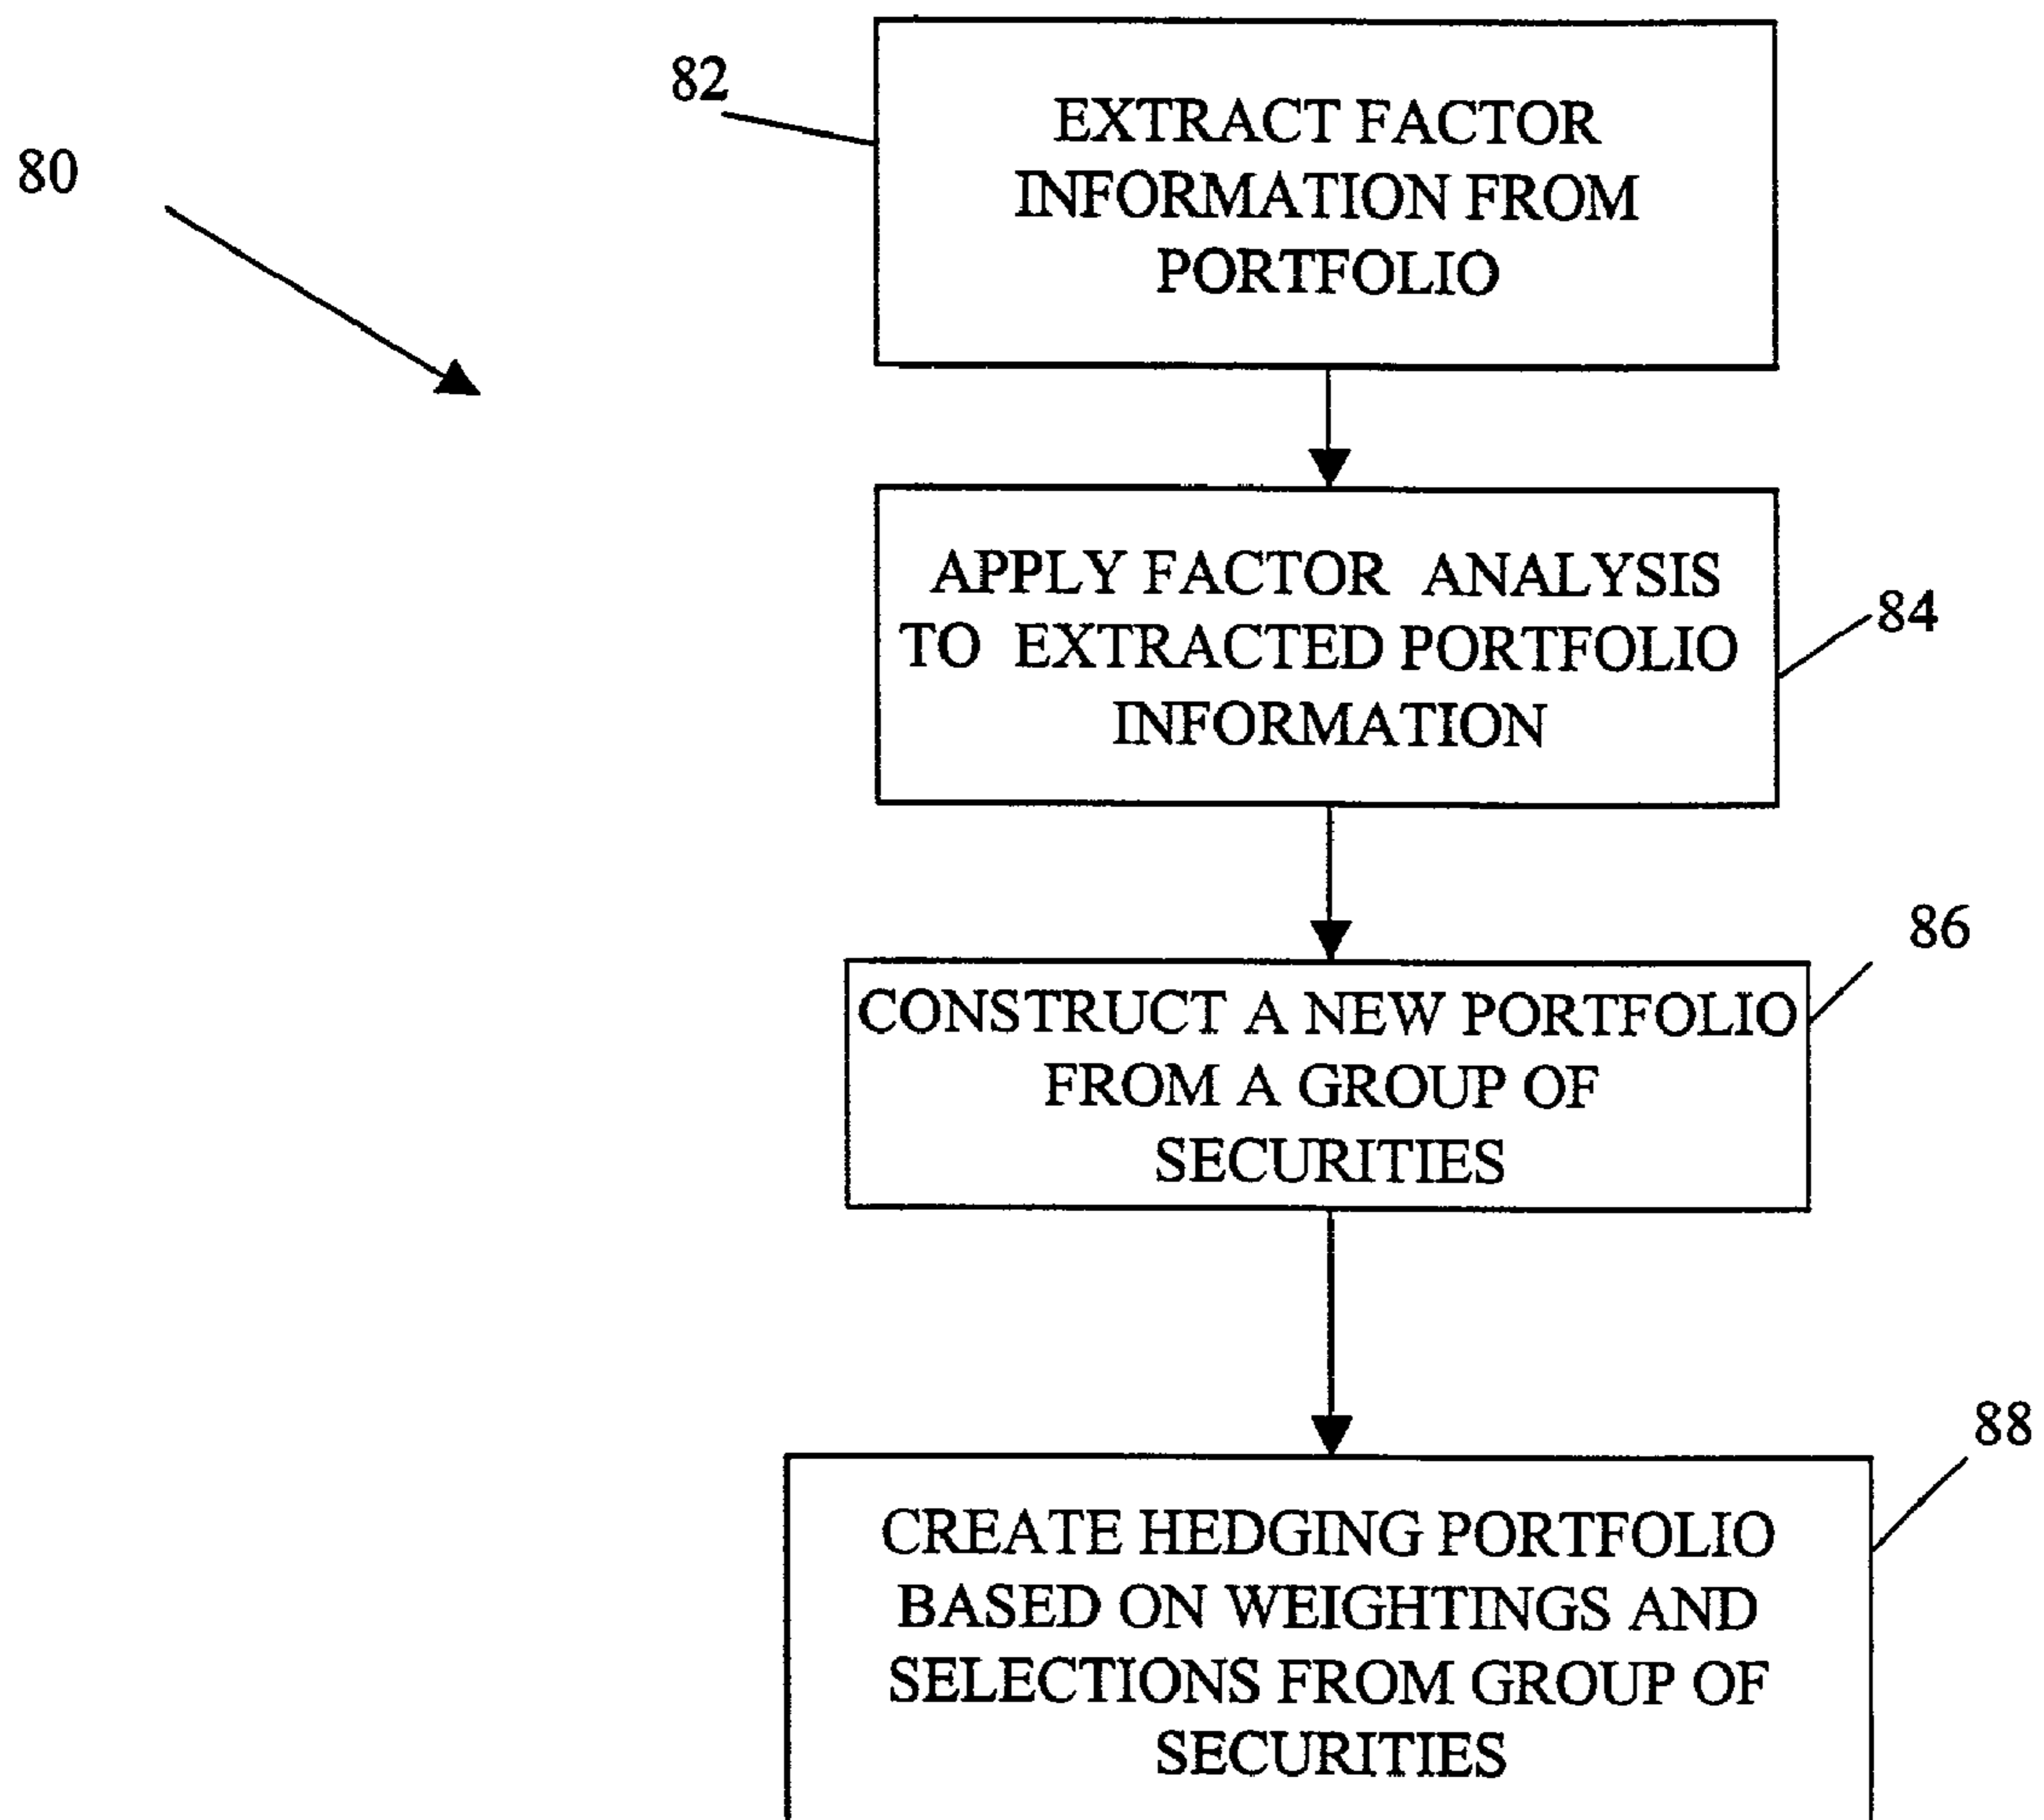 82
EXTRACT FACTOR
INFORMATION FROM
PORTFOLIO
80
APPLY FACTOR ANALYSIS
TO EXTRACTED PORTFOLIO
INFORMATION
84
86
CONSTRUCT A NEW PORTFOLIO
FROM A GROUP OF
SECURITIES
88
CREATE HEDGING PORTFOLIO
BASED ON WEIGHTINGS AND
SELECTIONS FROM GROUP OF
SECURITIES